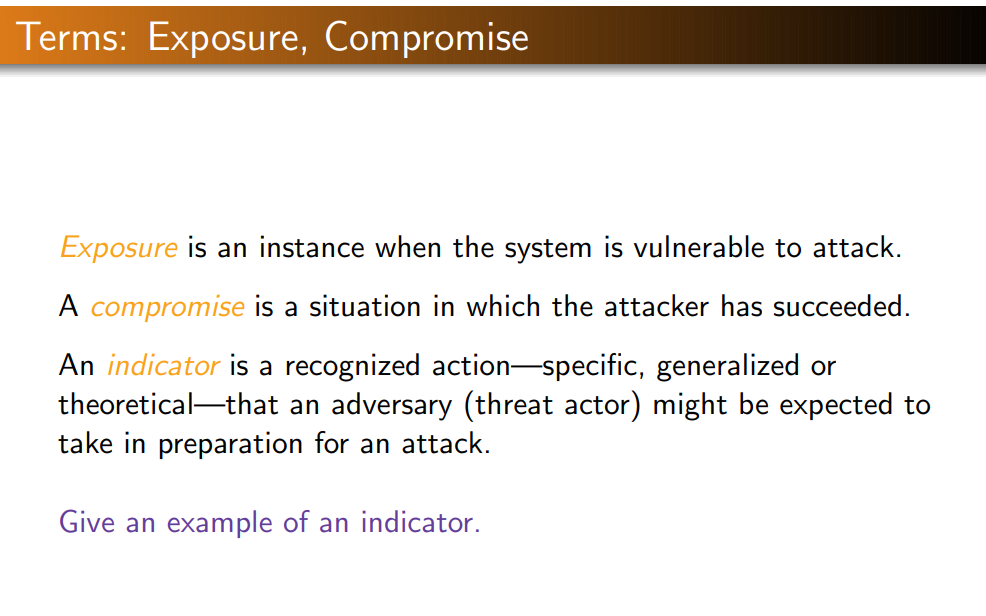 Terms: Exposure, Compromise
Exposure is an instance when the system is vulnerable to attack.
A compromise is a situation in which the attacker has succeeded.
An indicator is a recognized action—specific, generalized or
theoretical—that an adversary (threat actor) might be expected to
take in preparation for an attack.
Give an example of an indicator.